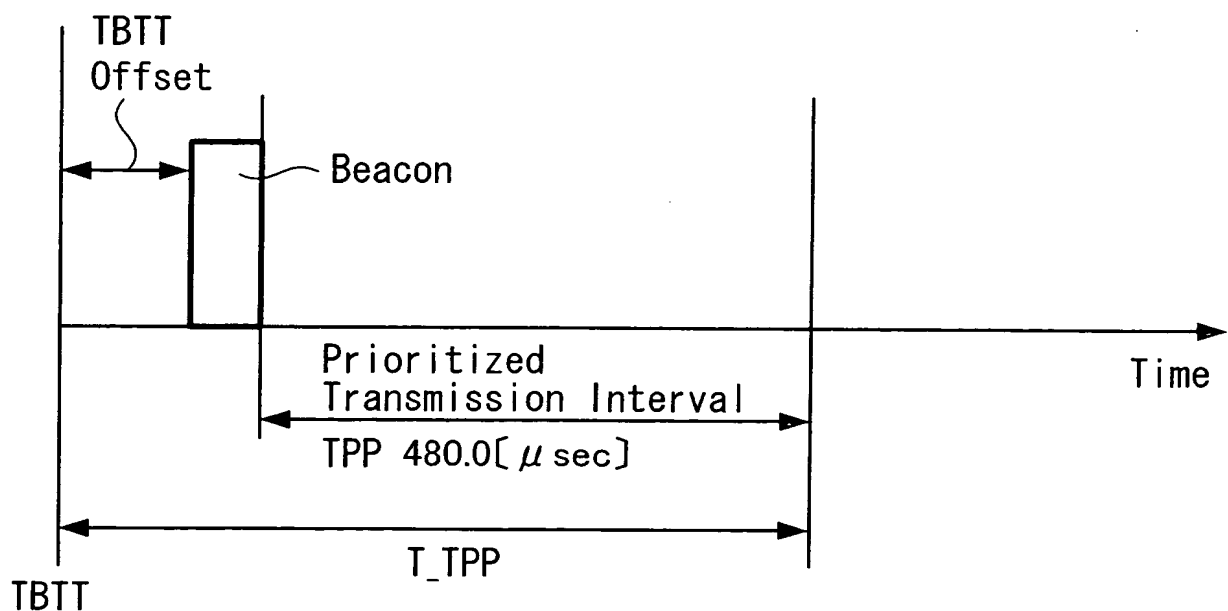 TBTT
Offset
Beacon
Prioritized
Transmission Interval
Time
TPP 480.0[μsec]
T_TPP
TBTT